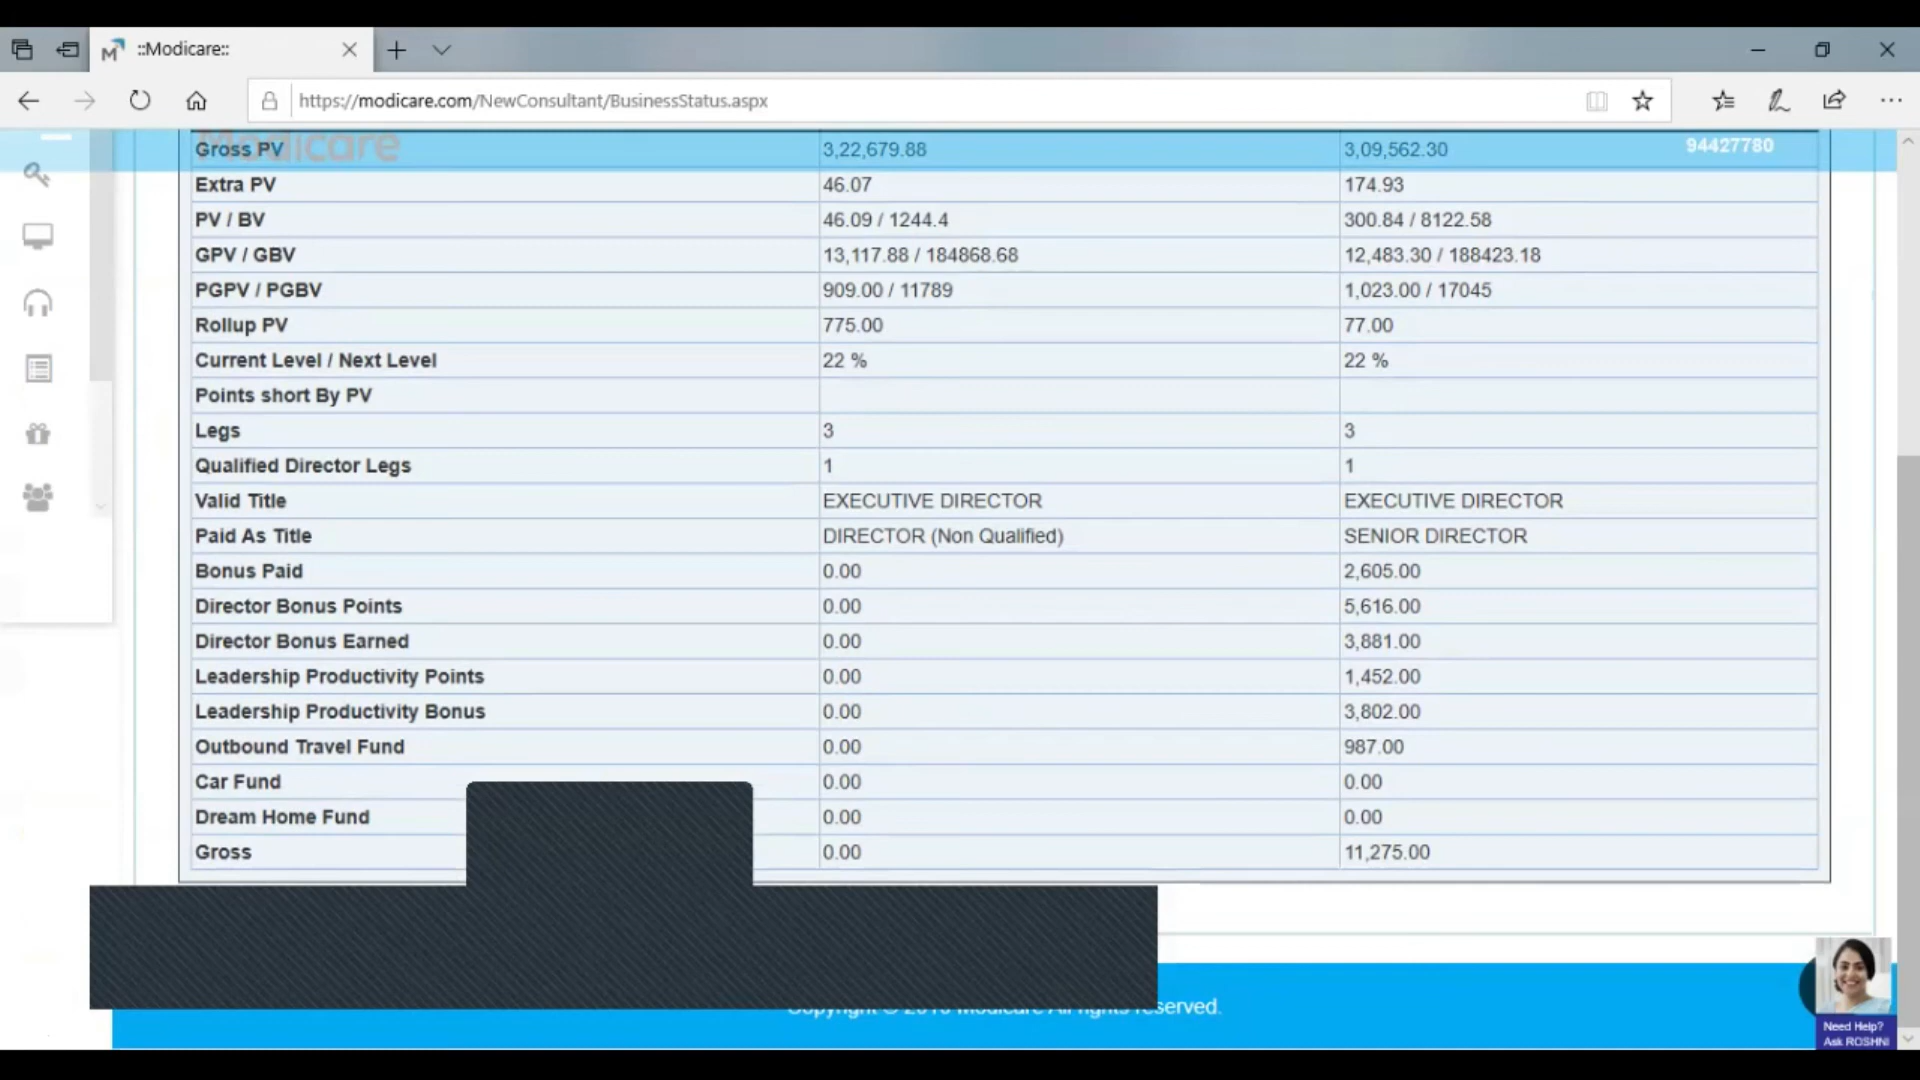 ::Modicare::
https://modicare.com/NewConsultant/BusinessStatus.aspx
Modicare
94427780
Gross PV 3,22,679.88 3,09,562.30
Extra PV 46.07 174.93
PV / BV 46.09 / 1244.4 300.84 / 8122.58
GPV / GBV 13,117.88 / 184868.68 12,483.30 / 188423.18
PGPV / PGBV 909.00 / 11789 1,023.00 / 17045
Rollup PV 775.00 77.00
Current Level / Next Level 22 % 22 %
Points short By PV
Legs 3 3
Qualified Director Legs 1 1
Valid Title EXECUTIVE DIRECTOR EXECUTIVE DIRECTOR
Paid As Title DIRECTOR (Non Qualified) SENIOR DIRECTOR
Bonus Paid 0.00 2,605.00
Director Bonus Points 0.00 5,616.00
Director Bonus Earned 0.00 3,881.00
Leadership Productivity Points 0.00 1,452.00
Leadership Productivity Bonus 0.00 3,802.00
Outbound Travel Fund 0.00 987.00
Car Fund 0.00 0.00
Dream Home Fund 0.00 0.00
Gross 0.00 11,275.00
Copyright © Modicare All rights reserved.
Need Help?
Ask ROSHNI